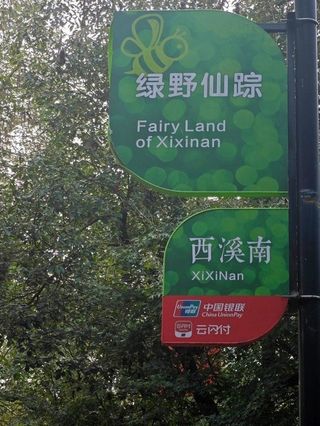 绿野仙踪
Fairy Land
of Xixinan
西溪南
XiXiNan
UnionPay
银联
中国银联
China UnionPay
云闪付